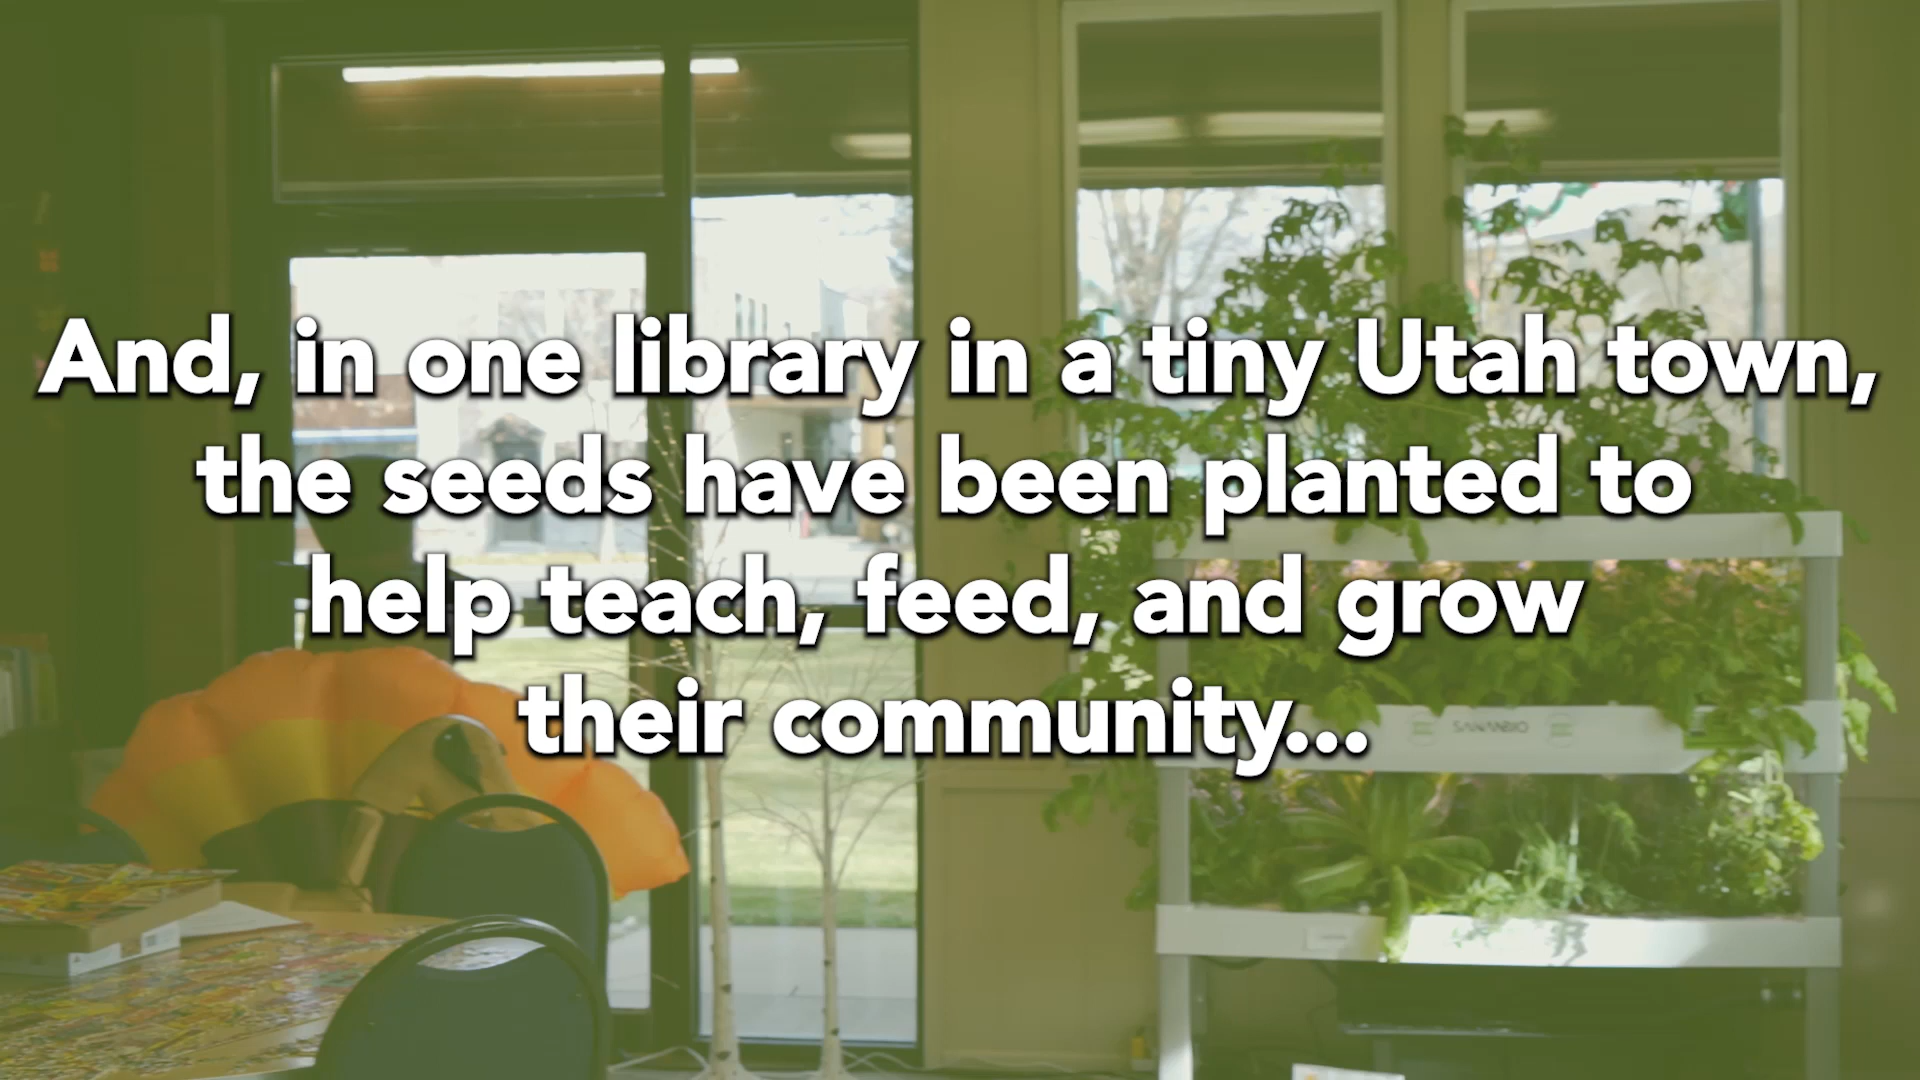 And, in one library in a tiny Utah town,
the seeds have been planted to
help teach, feed, and grow
their community...